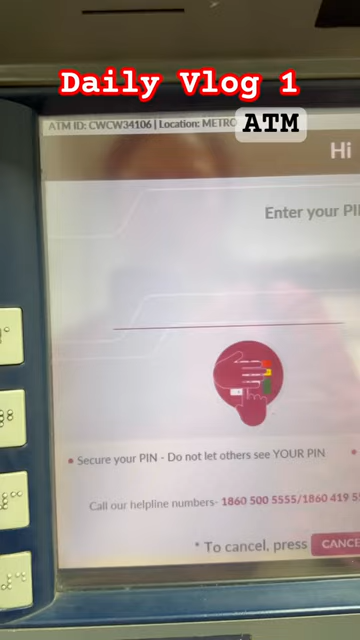 Daily Vlog 1
ATM ID: CWCW34106 | Location: METRO
ATM
Hi
Enter your PI
• Secure your PIN - Do not let others see YOUR PIN
Call our helpline numbers- 1860 500 5555/1860 419 55
* To cancel, press CANCE